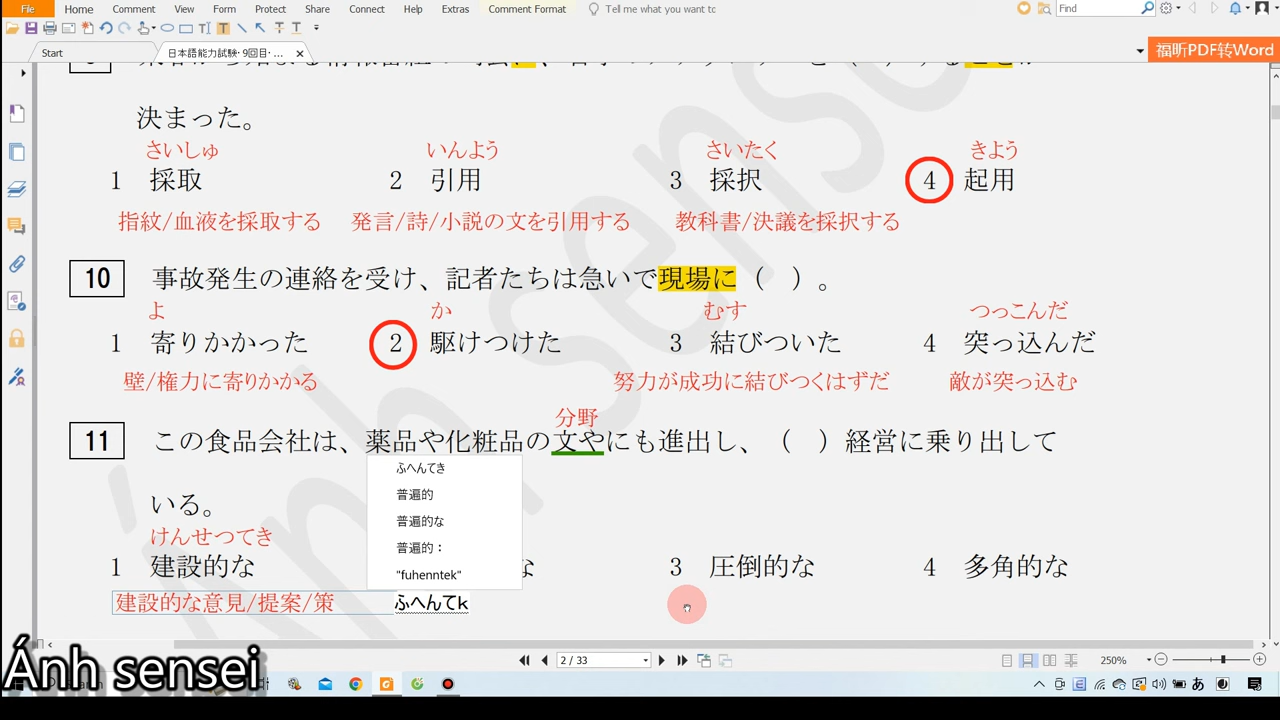 File Home Comment View Form Protect Share Connect Help Extras Comment Format Tell me what you want to Find
Start 日本語能力試験・9回目・ ... 福昕PDF转Word
決まった。
さいしゅ いんよう さいたく きよう
1 採取 2 引用 3 採択 4 起用
指紋/血液を採取する 発言/詩/小説の文を引用する 教科書/決議を採択する
10 事故発生の連絡を受け、記者たちは急いで現場に（ ）。
よ か むす つっこんだ
1 寄りかかった 2 駆けつけた 3 結びついた 4 突っ込んだ
壁/権力に寄りかかる 努力が成功に結びつくはずだ 敵が突っ込む
分野
11 この食品会社は、薬品や化粧品の文やにも進出し、（ ）経営に乗り出して
ふへんてき
普遍的
いる。
普遍的な
けんせつてき
普遍的：
1 建設的な な 3 圧倒的な 4 多角的な
"fuhenntek"
建設的な意見/提案/策 ふへんてk
2 / 33 250%
Ánh sensei